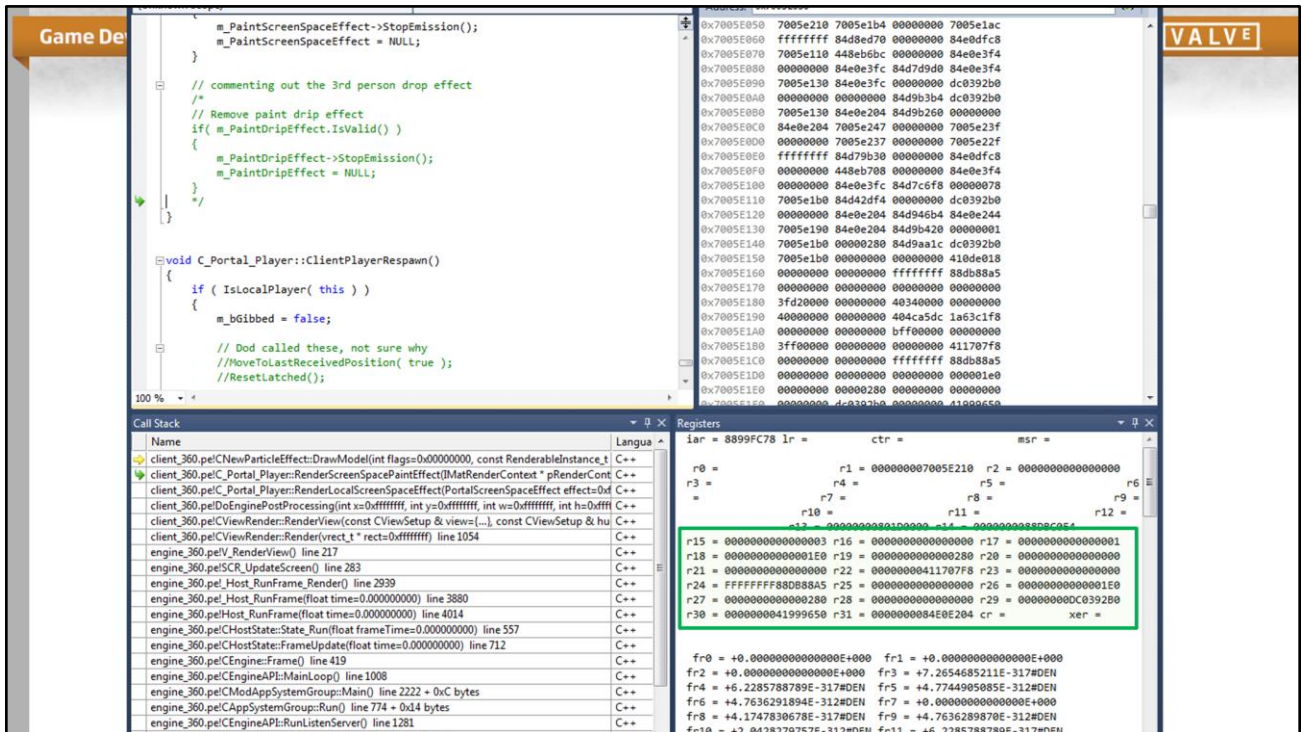 Game De
VALVE
m_PaintScreenSpaceEffect->StopEmission();
m_PaintScreenSpaceEffect = NULL;
}
// commenting out the 3rd person drop effect
/*
// Remove paint drip effect
if( m_PaintDripEffect.IsValid() )
{
m_PaintDripEffect->StopEmission();
m_PaintDripEffect = NULL;
}
*/
}
void C_Portal_Player::ClientPlayerRespawn()
{
if ( IsLocalPlayer( this ) )
{
m_bGibbed = false;
// Dod called these, not sure why
//MoveToLastReceivedPosition( true );
//ResetLatched();
100 %
0x7005E050 7005e210 7005e1b4 00000000 7005e1ac
0x7005E060 ffffffff 84d8ed70 00000000 84e0dfc8
0x7005E070 7005e110 448eb6bc 00000000 84e0e3f4
0x7005E080 00000000 84e0e3fc 84d7d9d0 84e0e3f4
0x7005E090 7005e130 84e0e3fc 00000000 dc0392b0
0x7005E0A0 00000000 00000000 84d9b3b4 dc0392b0
0x7005E0B0 7005e130 84e0e204 84d9b260 00000000
0x7005E0C0 84e0e204 7005e247 00000000 7005e23f
0x7005E0D0 00000000 7005e237 00000000 7005e22f
0x7005E0E0 ffffffff 84d79b30 00000000 84e0dfc8
0x7005E0F0 00000000 448eb708 00000000 84e0e3f4
0x7005E100 00000000 84e0e3fc 84d7c6f8 00000078
0x7005E110 7005e1b0 84d42df4 00000000 dc0392b0
0x7005E120 00000000 84e0e204 84d946b4 84e0e244
0x7005E130 7005e190 84e0e204 84d9b420 00000001
0x7005E140 7005e1b0 00000280 84d9aa1c dc0392b0
0x7005E150 7005e1b0 00000000 00000000 410de018
0x7005E160 00000000 00000000 ffffffff 88db88a5
0x7005E170 00000000 00000000 00000000 00000000
0x7005E180 3fd20000 00000000 40340000 00000000
0x7005E190 40000000 00000000 404ca5dc 1a63c1f8
0x7005E1A0 00000000 00000000 bff00000 00000000
0x7005E1B0 3ff00000 00000000 00000000 411707f8
0x7005E1C0 00000000 00000000 ffffffff 88db88a5
0x7005E1D0 00000000 00000000 00000000 000001e0
0x7005E1E0 00000000 00000280 00000000 00000000
Call Stack
Name Langua
client_360.pe!CNewParticleEffect::DrawModel(int flags=0x00000000, const RenderableInstance_t C++
client_360.pe!C_Portal_Player::RenderScreenSpacePaintEffect(IMatRenderContext * pRenderCont C++
client_360.pe!C_Portal_Player::RenderLocalScreenSpaceEffect(PortalScreenSpaceEffect effect=0xf C++
client_360.pe!DoEnginePostProcessing(int x=0xffffffff, int y=0xffffffff, int w=0xffffffff, int h=0xffff C++
client_360.pe!CViewRender::RenderView(const CViewSetup & view={...}, const CViewSetup & hu C++
client_360.pe!CViewRender::Render(vrect_t * rect=0xffffffff) line 1054 C++
engine_360.pe!V_RenderView() line 217 C++
engine_360.pe!SCR_UpdateScreen() line 283 C++
engine_360.pe!_Host_RunFrame_Render() line 2939 C++
engine_360.pe!_Host_RunFrame(float time=0.000000000) line 3880 C++
engine_360.pe!Host_RunFrame(float time=0.000000000) line 4014 C++
engine_360.pe!CHostState::State_Run(float frameTime=0.000000000) line 557 C++
engine_360.pe!CHostState::FrameUpdate(float time=0.000000000) line 712 C++
engine_360.pe!CEngine::Frame() line 419 C++
engine_360.pe!CEngineAPI::MainLoop() line 1008 C++
engine_360.pe!CModAppSystemGroup::Main() line 2222 + 0xC bytes C++
engine_360.pe!CAppSystemGroup::Run() line 774 + 0x14 bytes C++
engine_360.pe!CEngineAPI::RunListenServer() line 1281 C++
Registers
iar = 8899FC78 lr = ctr = msr =
r0 = r1 = 000000007005E210 r2 = 0000000000000000
r3 = r4 = r5 = r6
= r7 = r8 = r9 =
r10 = r11 = r12 =
r13 = 00000000801D0000 r14 = 0000000088DBC0E4
r15 = 0000000000000003 r16 = 0000000000000000 r17 = 0000000000000001
r18 = 00000000000001E0 r19 = 0000000000000280 r20 = 0000000000000000
r21 = 0000000000000000 r22 = 00000000411707F8 r23 = 0000000000000000
r24 = FFFFFFFF88DB88A5 r25 = 0000000000000000 r26 = 00000000000001E0
r27 = 0000000000000280 r28 = 0000000000000000 r29 = 00000000DC0392B0
r30 = 0000000041999650 r31 = 0000000084E0E204 cr = xer =
fr0 = +0.00000000000000E+000 fr1 = +0.00000000000000E+000
fr2 = +0.00000000000000E+000 fr3 = +7.2654685211E-317#DEN
fr4 = +6.2285788789E-317#DEN fr5 = +4.7744905085E-312#DEN
fr6 = +4.7636291894E-312#DEN fr7 = +0.00000000000000E+000
fr8 = +4.1747830678E-317#DEN fr9 = +4.7636289870E-312#DEN
fr10 = +2.0428279757E-312#DEN fr11 = +6.2285788789E-317#DEN